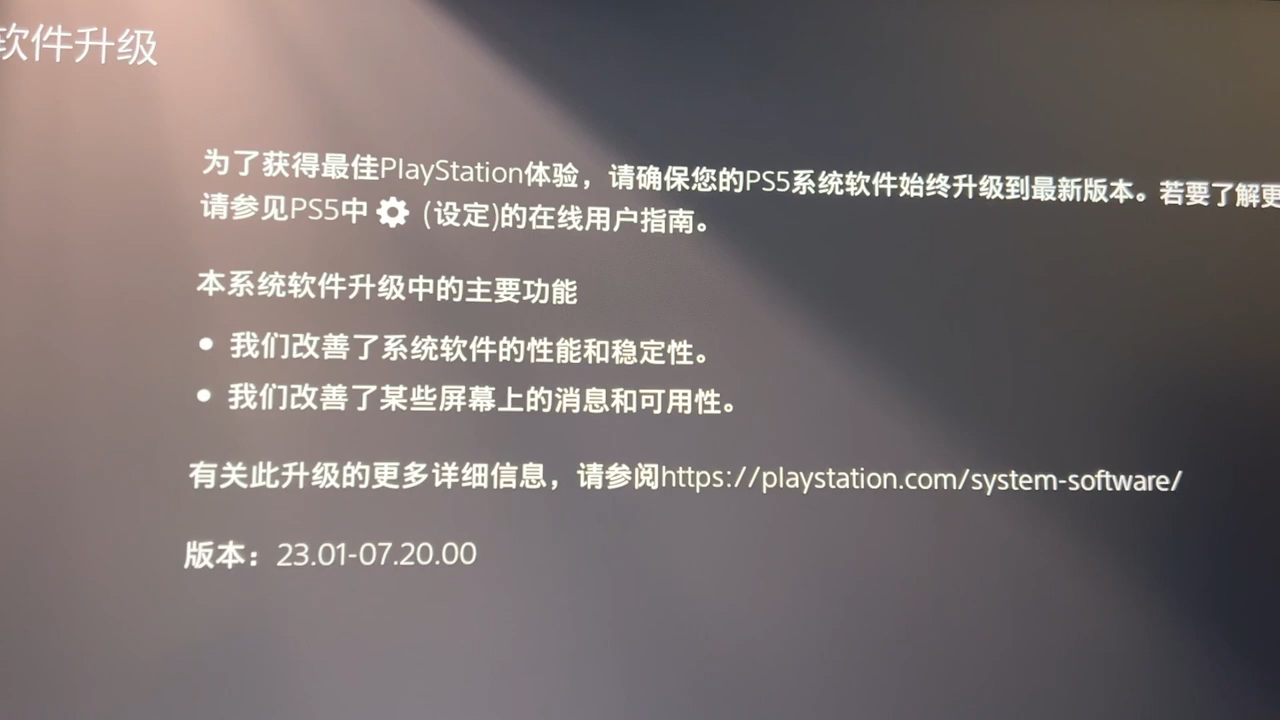 软件升级
为了获得最佳PlayStation体验，请确保您的PS5系统软件始终升级到最新版本。若要了解更
请参见PS5中 (设定)的在线用户指南。
本系统软件升级中的主要功能
• 我们改善了系统软件的性能和稳定性。
• 我们改善了某些屏幕上的消息和可用性。
有关此升级的更多详细信息，请参阅https://playstation.com/system-software/
版本：23.01-07.20.00